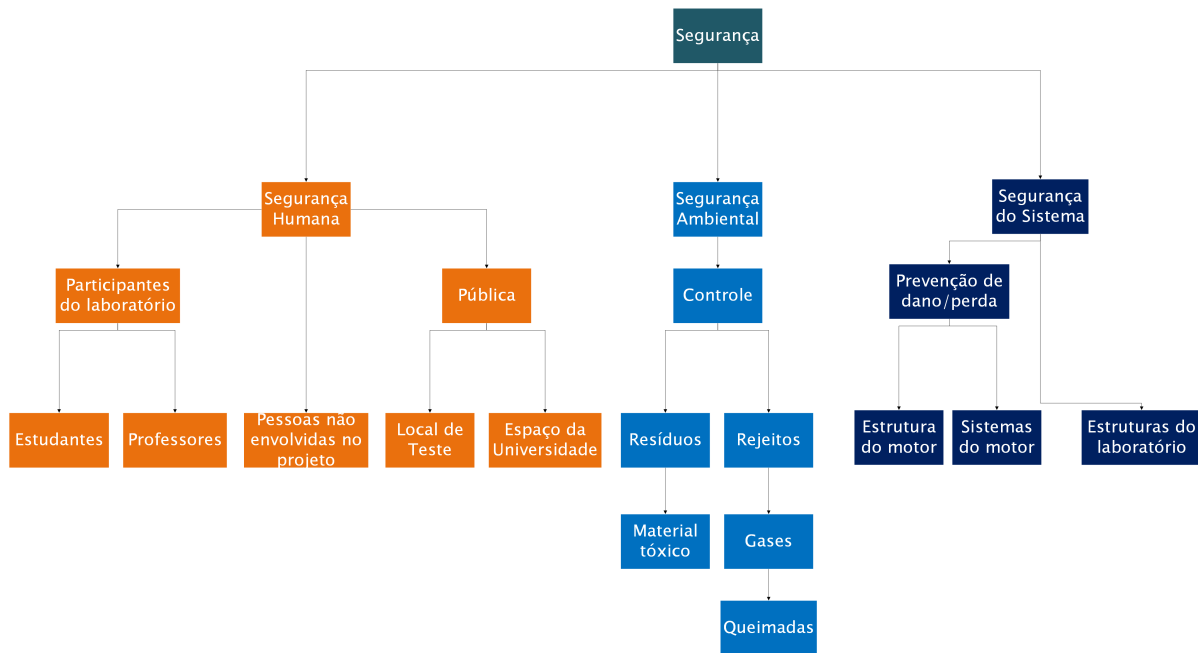 Segurança
Segurança
Humana
Segurança
Ambiental
Segurança
do Sistema
Participantes
do laboratório
Pública
Controle
Prevenção de
dano/perda
Estudantes
Professores
Pessoas não
envolvidas no
projeto
Local de
Teste
Espaço da
Universidade
Resíduos
Rejeitos
Estrutura
do motor
Sistemas
do motor
Estruturas do
laboratório
Material
tóxico
Gases
Queimadas